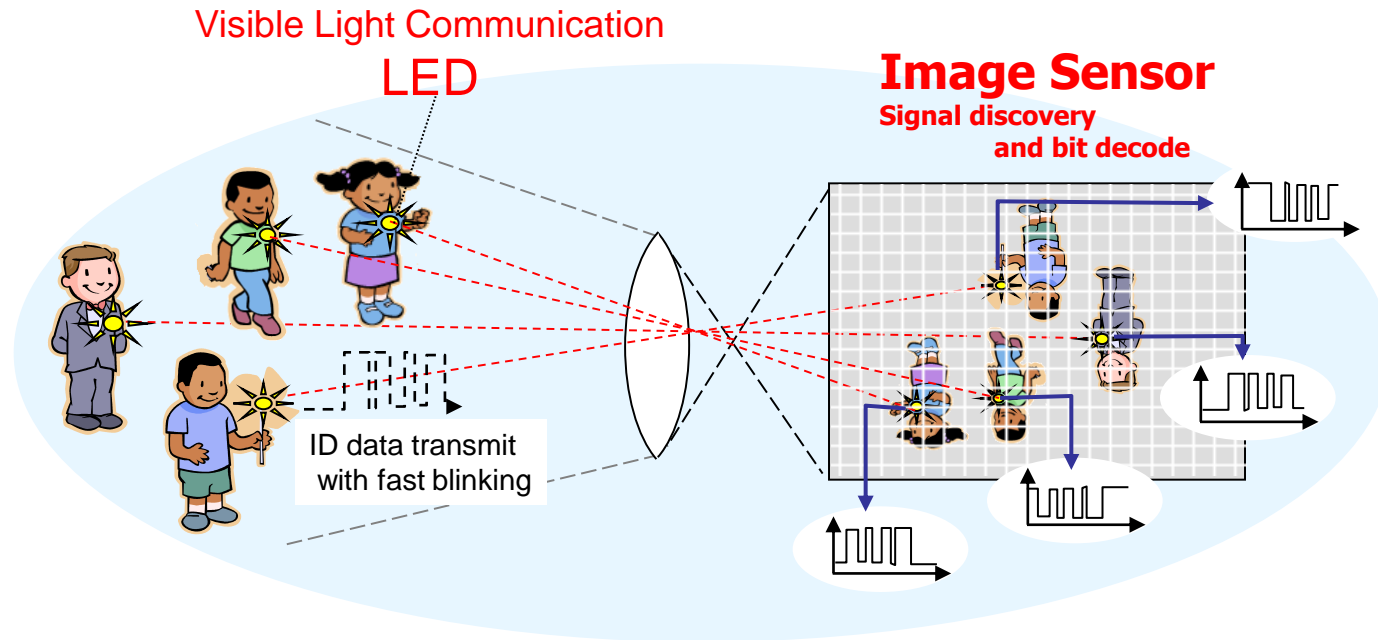 Visible Light Communication
LED
Image Sensor
Signal discovery
and bit decode
ID data transmit
with fast blinking